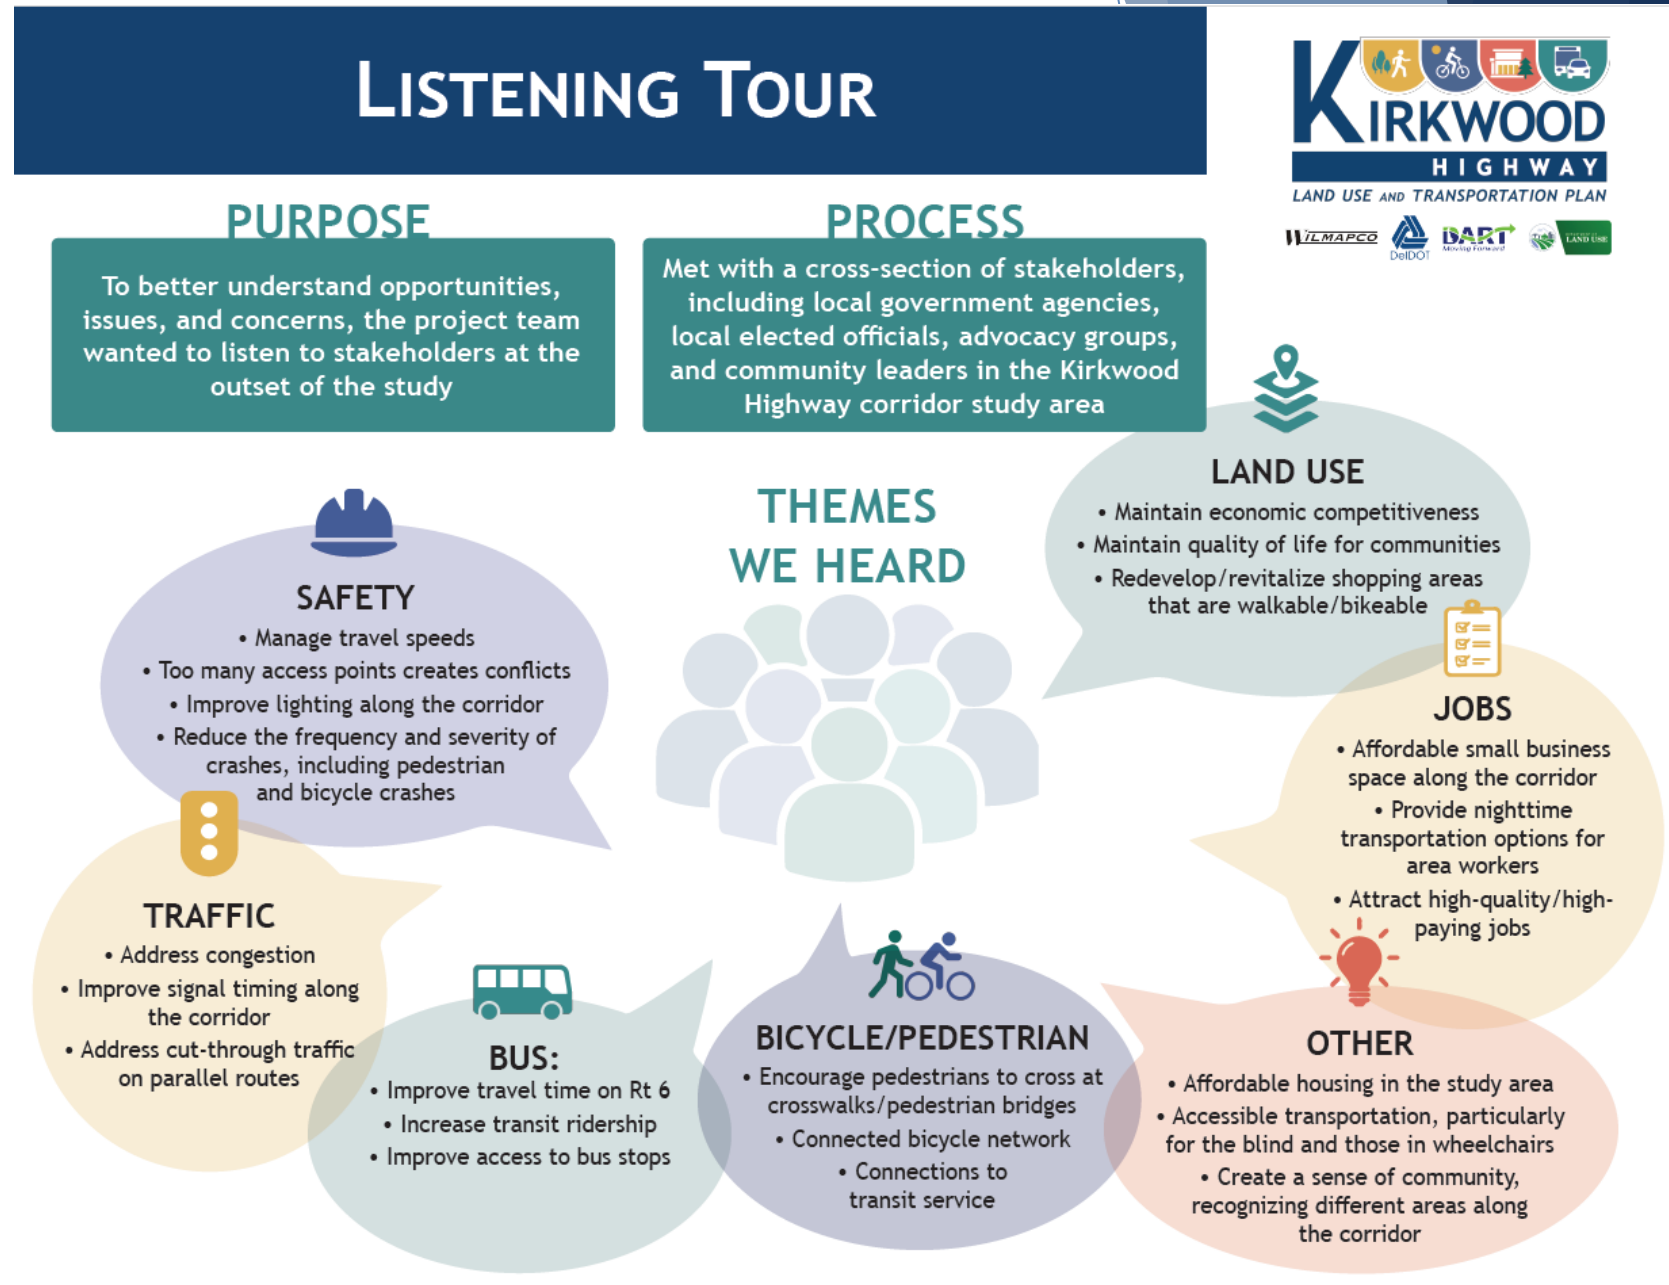 LISTENING TOUR
KIRKWOOD
HIGHWAY
LAND USE AND TRANSPORTATION PLAN
WILMAPCO
DelDOT
DART
Moving Forward
LAND USE
PURPOSE
To better understand opportunities,
issues, and concerns, the project team
wanted to listen to stakeholders at the
outset of the study
PROCESS
Met with a cross-section of stakeholders,
including local government agencies,
local elected officials, advocacy groups,
and community leaders in the Kirkwood
Highway corridor study area
THEMES
WE HEARD
LAND USE
• Maintain economic competitiveness
• Maintain quality of life for communities
• Redevelop/revitalize shopping areas
that are walkable/bikeable
SAFETY
• Manage travel speeds
• Too many access points creates conflicts
• Improve lighting along the corridor
• Reduce the frequency and severity of
crashes, including pedestrian
and bicycle crashes
JOBS
• Affordable small business
space along the corridor
• Provide nighttime
transportation options for
area workers
• Attract high-quality/high-
paying jobs
TRAFFIC
• Address congestion
• Improve signal timing along
the corridor
• Address cut-through traffic
on parallel routes
BUS:
• Improve travel time on Rt 6
• Increase transit ridership
• Improve access to bus stops
BICYCLE/PEDESTRIAN
• Encourage pedestrians to cross at
crosswalks/pedestrian bridges
• Connected bicycle network
• Connections to
transit service
OTHER
• Affordable housing in the study area
• Accessible transportation, particularly
for the blind and those in wheelchairs
• Create a sense of community,
recognizing different areas along
the corridor